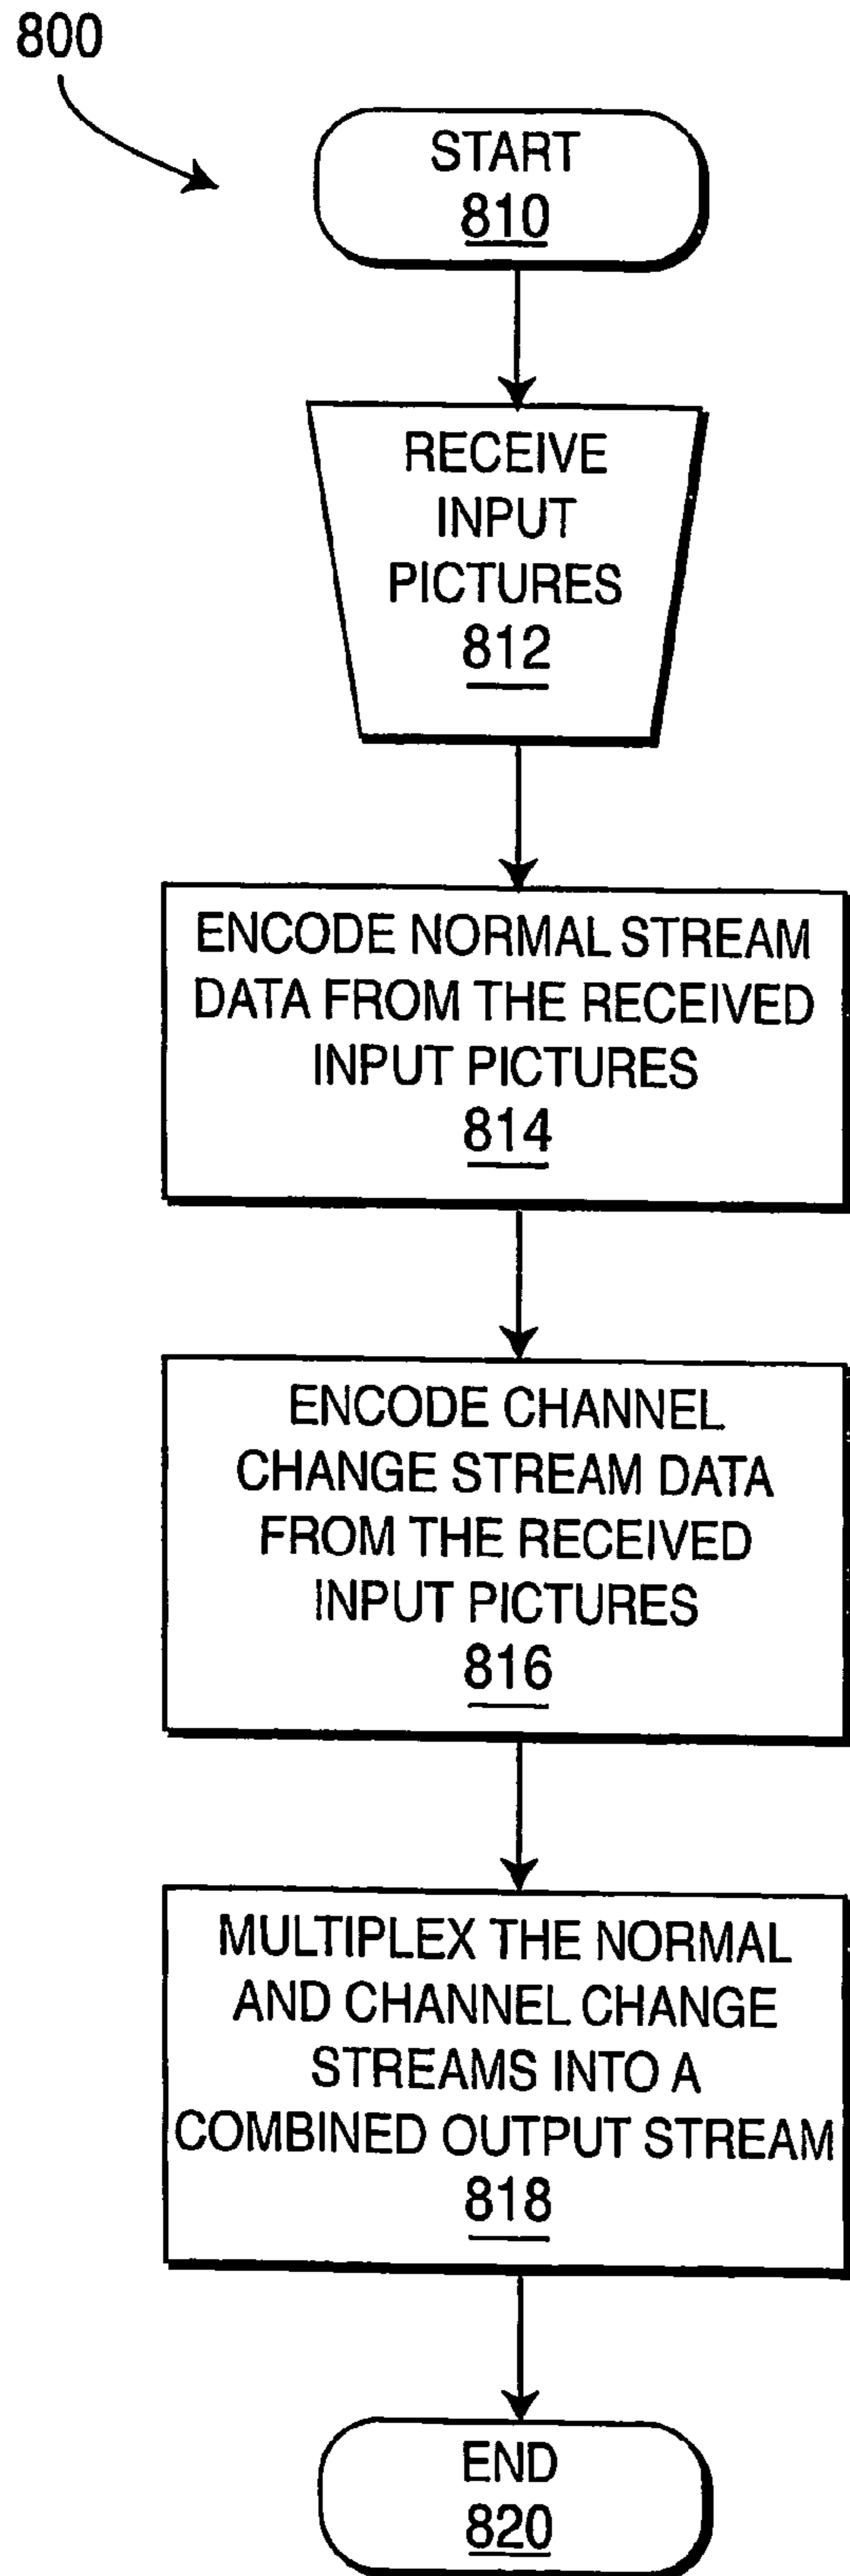 800
START
810
RECEIVE
INPUT
PICTURES
812
ENCODE NORMAL STREAM
DATA FROM THE RECEIVED
INPUT PICTURES
814
ENCODE CHANNEL
CHANGE STREAM DATA
FROM THE RECEIVED
INPUT PICTURES
816
MULTIPLEX THE NORMAL
AND CHANNEL CHANGE
STREAMS INTO A
COMBINED OUTPUT STREAM
818
END
820